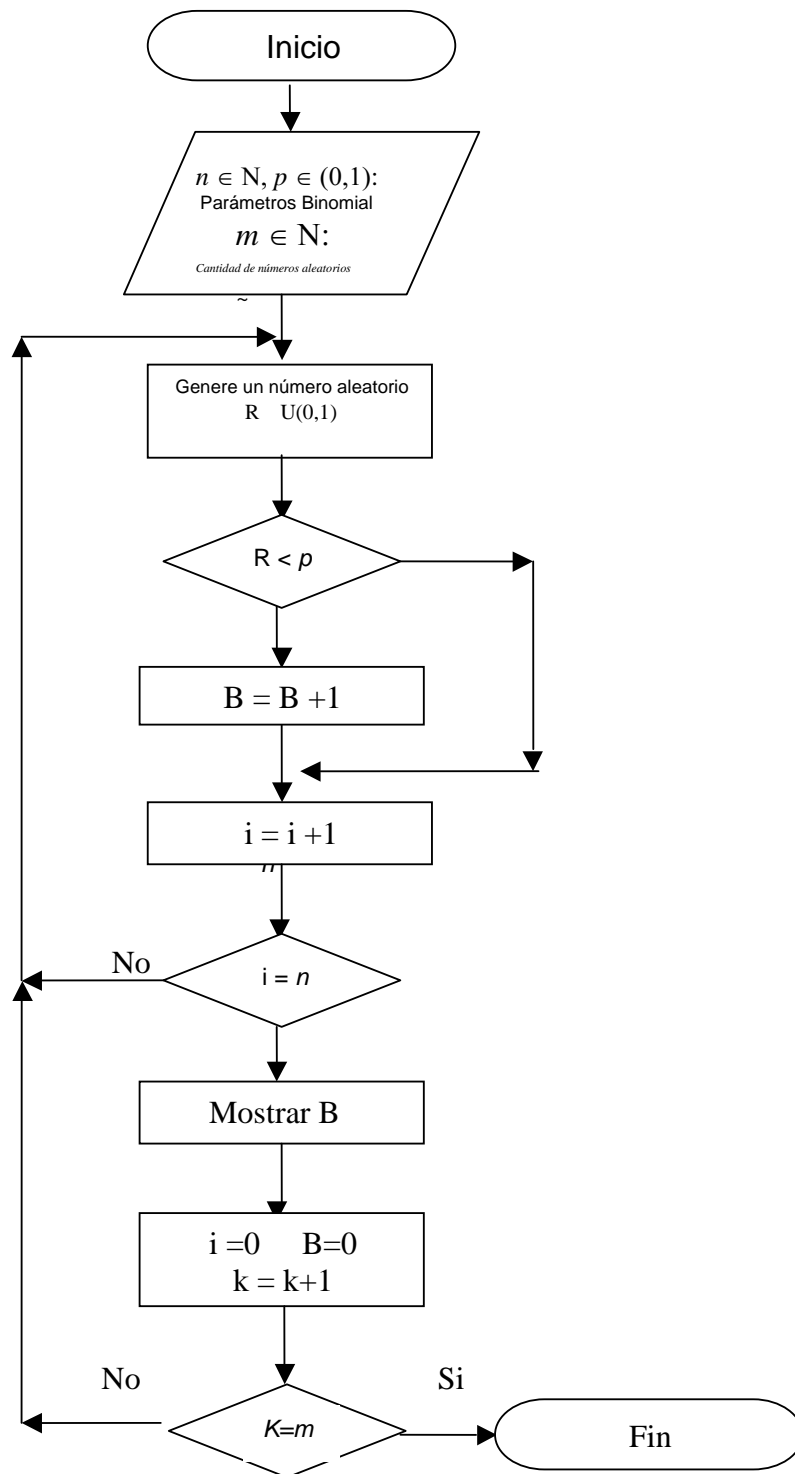 Inicio
n ∈ N, p ∈ (0,1):
Parámetros Binomial
m ∈ N:
Cantidad de números aleatorios
~
Genere un número aleatorio
R U(0,1)
R < p
B = B +1
i = i +1
n
No
i = n
Mostrar B
i =0 B=0
k = k+1
No
Si
K=m
Fin